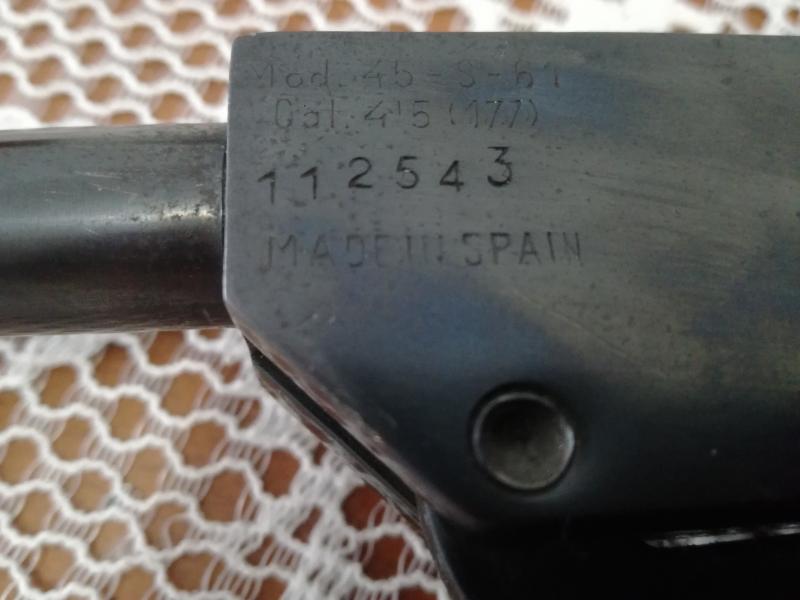 Mod. 45-S-61
Cal. 4'5 (177)
112543
MADE IN SPAIN